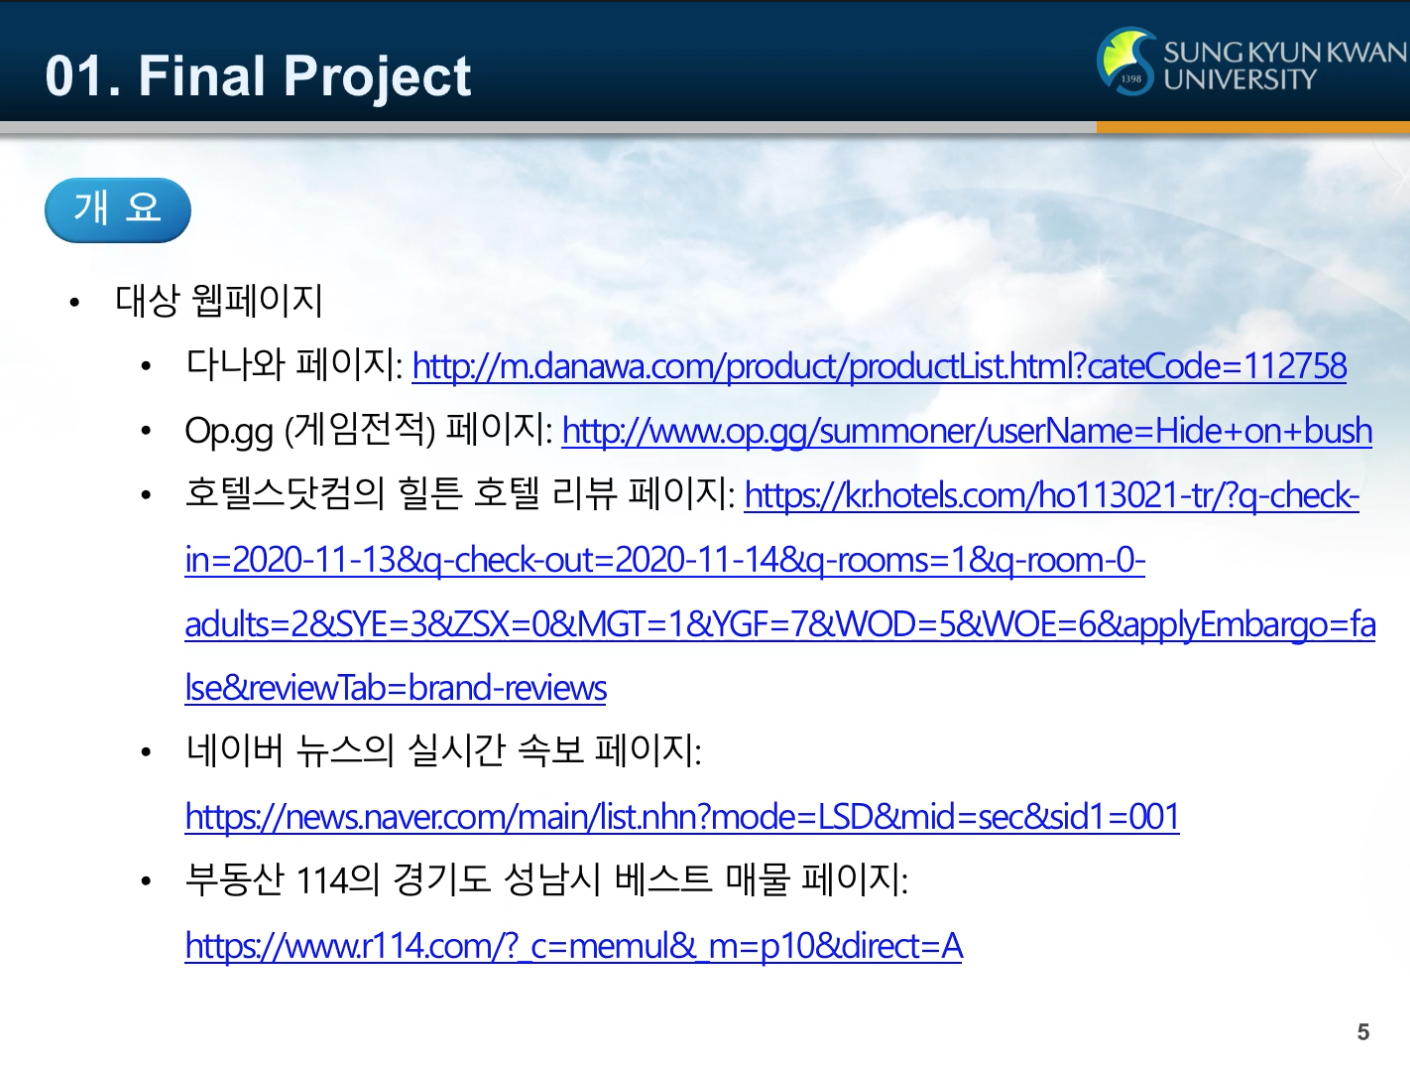 01. Final Project
SUNG KYUN KWAN
UNIVERSITY
1398
개 요
• 대상 웹페이지
• 다나와 페이지: http://m.danawa.com/product/productList.html?cateCode=112758
• Op.gg (게임전적) 페이지: http://www.op.gg/summoner/userName=Hide+on+bush
• 호텔스닷컴의 힐튼 호텔 리뷰 페이지: https://kr.hotels.com/ho113021-tr/?q-check-
in=2020-11-13&q-check-out=2020-11-14&q-rooms=1&q-room-0-
adults=2&SYE=3&ZSX=0&MGT=1&YGF=7&WOD=5&WOE=6&applyEmbargo=fa
lse&reviewTab=brand-reviews
• 네이버 뉴스의 실시간 속보 페이지:
https://news.naver.com/main/list.nhn?mode=LSD&mid=sec&sid1=001
• 부동산 114의 경기도 성남시 베스트 매물 페이지:
https://www.r114.com/?_c=memul&_m=p10&direct=A
5